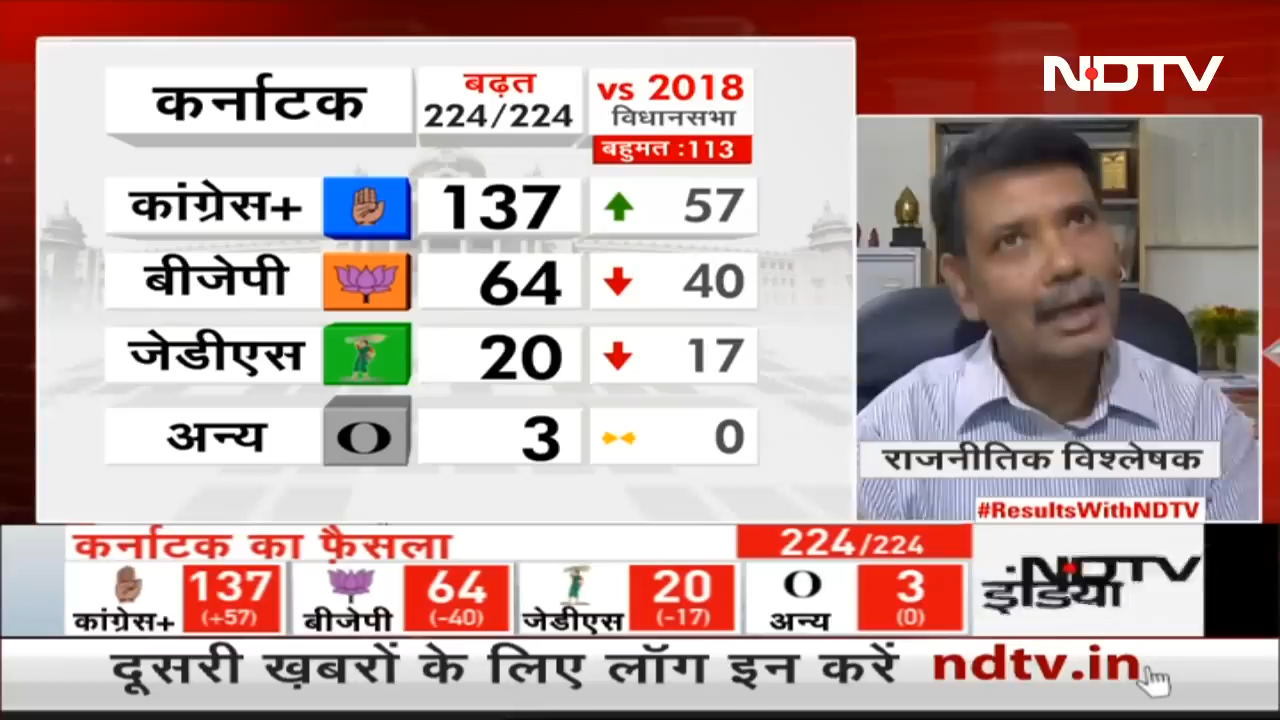 NDTV
कर्नाटक
बढ़त
224/224
vs 2018
विधानसभा
बहुमत :113
कांग्रेस+ 137 57
बीजेपी 64 40
जेडीएस 20 17
अन्य O 3 0
राजनीतिक विश्लेषक
#ResultsWithNDTV
कर्नाटक का फ़ैसला 224/224
137 64 20 O 3
कांग्रेस+ (+57) बीजेपी (-40) जेडीएस (-17) अन्य (0)
NDTV
इंडिया
दूसरी ख़बरों के लिए लॉग इन करें ndtv.in